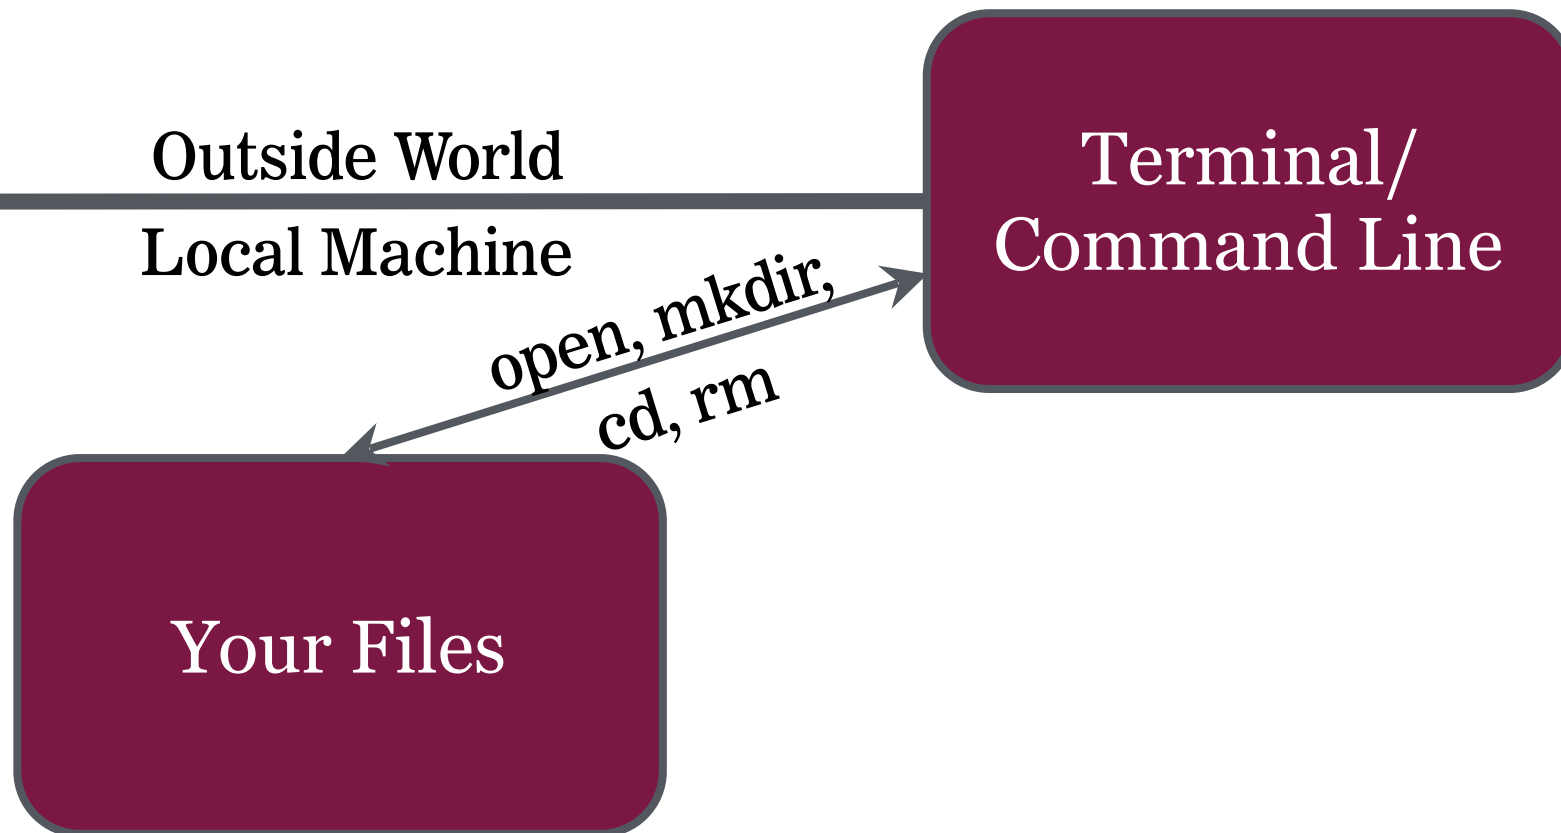 Outside World
Local Machine
Terminal/
Command Line
open, mkdir,
cd, rm
Your Files